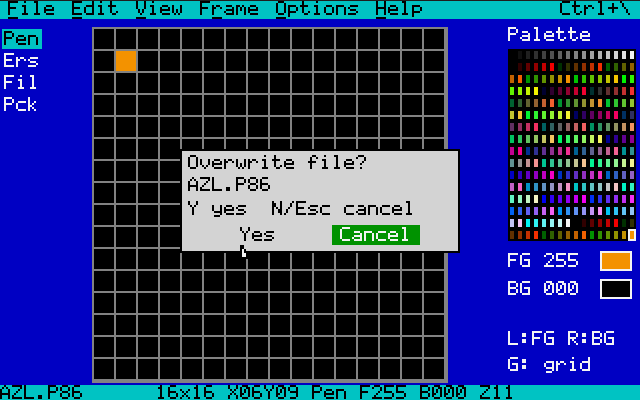 File Edit View Frame Options Help Ctrl+\
Pen
Ers
Fil
Pck
Palette
Overwrite file?
AZL.P86
Y yes N/Esc cancel
Yes Cancel
FG 255
BG 000
L:FG R:BG
G: grid
AZL.P86 16x16 X06Y09 Pen F255 B000 Z11